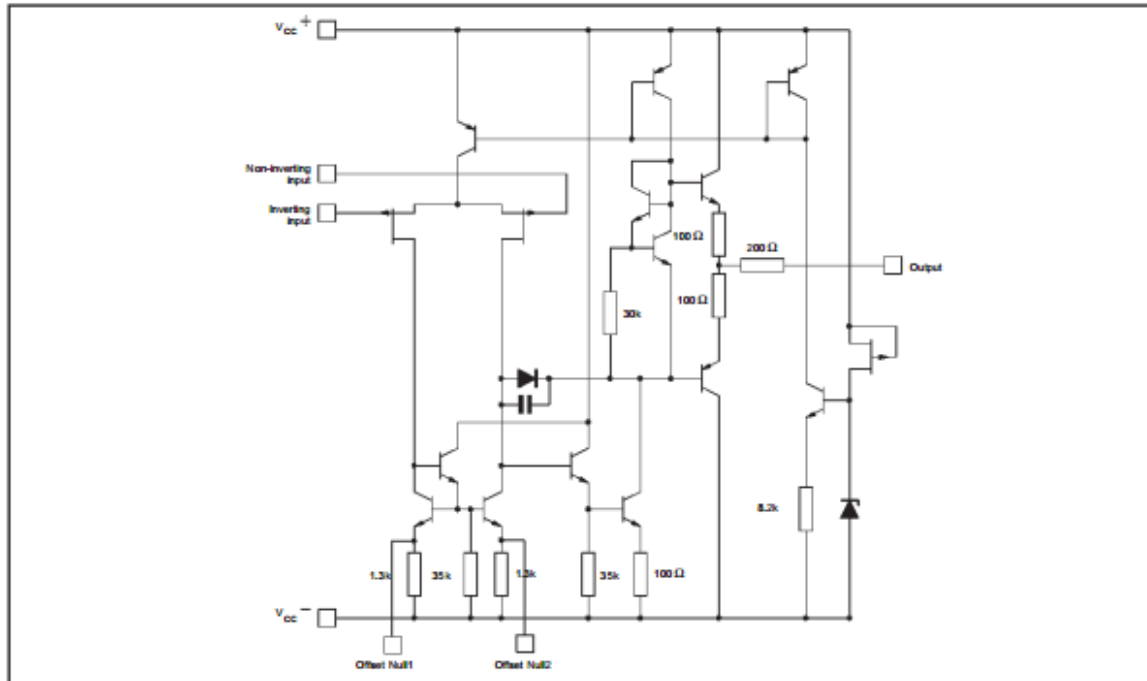 VCC +
Non-inverting
input
Inverting
input
100 Ω
200 Ω
Output
100 Ω
30k
8.2k
1.3k
35k
1.3k
35k
100 Ω
VCC −
Offset Null1
Offset Null2